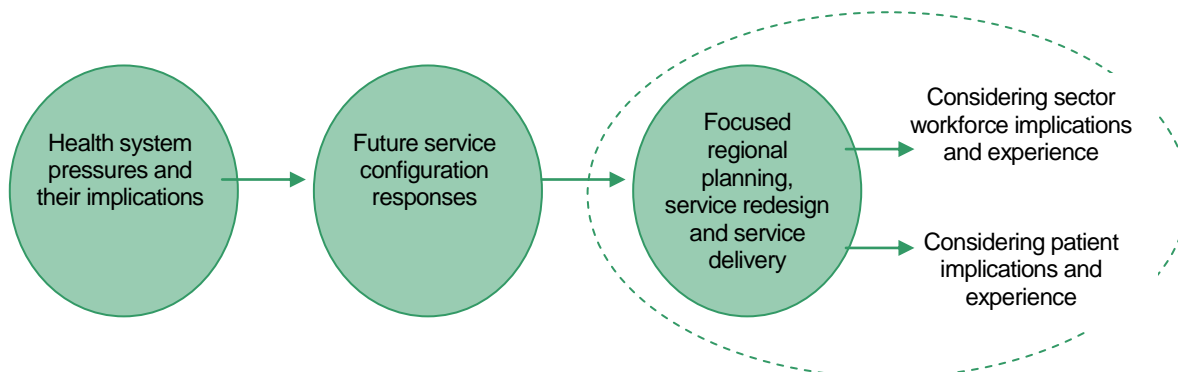 Health system
pressures and
their implications
Future service
configuration
responses
Focused
regional
planning,
service redesign
and service
delivery
Considering sector
workforce implications
and experience
Considering patient
implications and
experience